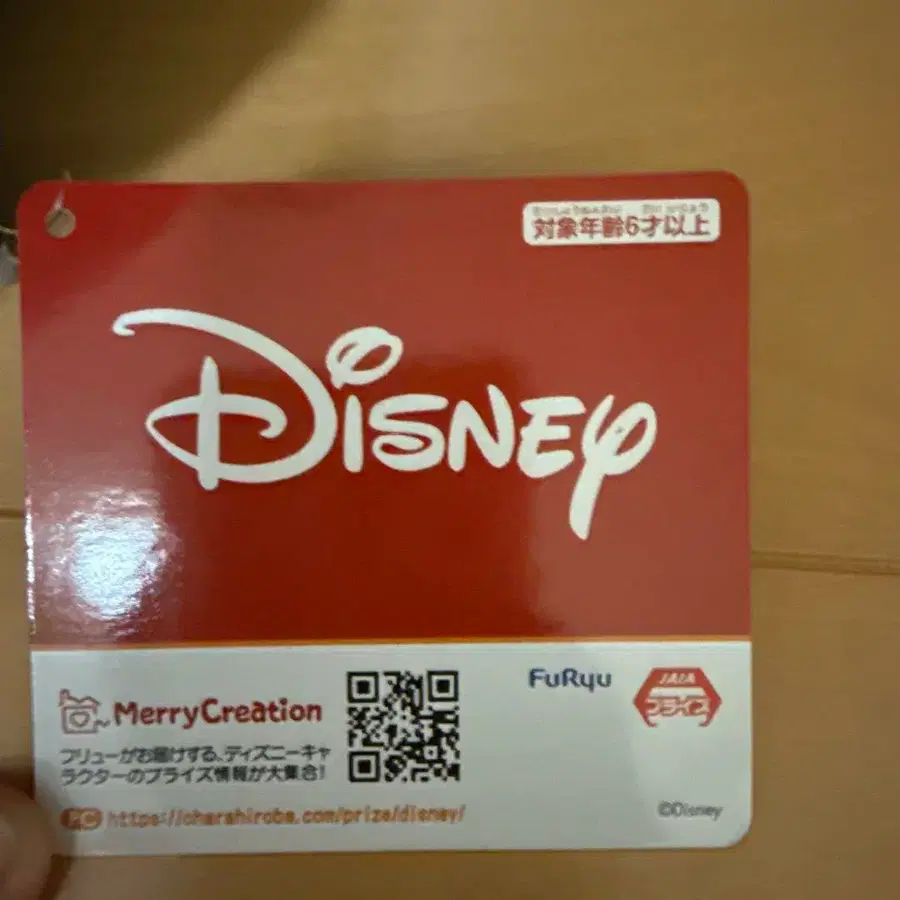 対象年齢6才以上
Disney
MerryCreation
フリューがお届けする、ディズニーキャ
ラクターのプライズ情報が大集合!
PC https://charahiroba.com/prize/disney/
FuRyu
JAIA
プライズ
©Disney